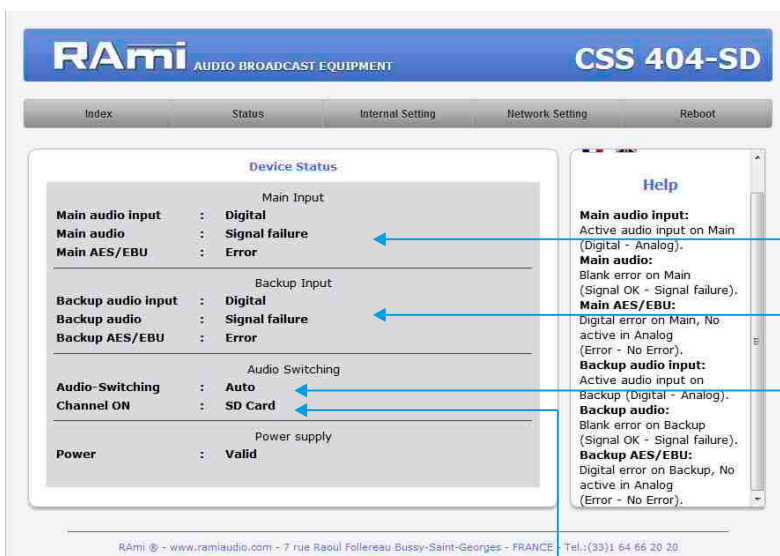 RAmi AUDIO BROADCAST EQUIPMENT CSS 404-SD
Index Status Internal Setting Network Setting Reboot
Device Status
Main Input
Main audio input : Digital
Main audio : Signal failure
Main AES/EBU : Error
Backup Input
Backup audio input : Digital
Backup audio : Signal failure
Backup AES/EBU : Error
Audio Switching
Audio-Switching : Auto
Channel ON : SD Card
Power supply
Power : Valid
Help
Main audio input:
Active audio input on Main
(Digital - Analog).
Main audio:
Blank error on Main
(Signal OK - Signal failure).
Main AES/EBU:
Digital error on Main, No
active in Analog
(Error - No Error).
Backup audio input:
Active audio input on
Backup (Digital - Analog).
Backup audio:
Blank error on Backup
(Signal OK - Signal failure).
Backup AES/EBU:
Digital error on Backup, No
active in Analog
(Error - No Error).
RAmi ® - www.ramiaudio.com - 7 rue Raoul Follereau Bussy-Saint-Georges - FRANCE - Tel.:(33)1 64 66 20 20